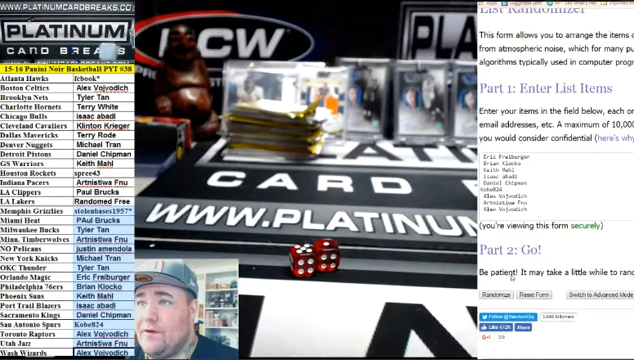 WWW.PLATINUMCARDBREAKS.COM
PLATINUM
CARD BREAKS
15-16 Panini Noir Basketball PYT #38
Atlanta Hawks fcbook*
Boston Celtics Alex Vojvodich
Brooklyn Nets Tyler Tan
Charlotte Hornets Terry White
Chicago Bulls isaac abadi
Cleveland Cavaliers Klinton Krieger
Dallas Mavericks Terry Rode
Denver Nuggets Michael Tran
Detroit Pistons Daniel Chipman
GS Warriors Keith Mahl
Houston Rockets spree43
Indiana Pacers Artnistiwa Fnu
LA Clippers PAul Brucks
LA Lakers Randomed Free
Memphis Grizzlies stolenbases1957*
Miami Heat PAul Brucks
Milwaukee Bucks Tyler Tan
Minn. Timberwolves Artnistiwa Fnu
NO Pelicans justin amendola
New York Knicks Michael Tran
OKC Thunder Tyler Tan
Orlando Magic Eric Freiburger
Philadelphia 76ers Brian Klocko
Phoenix Suns Keith Mahl
Port Trail Blazers isaac abadi
Sacramento Kings Daniel Chipman
San Antonio Spurs Kobe824
Toronto Raptors Alex Vojvodich
Utah Jazz Artnistiwa Fnu
Wash Wizards Alex Vojvodich
BCW
CARD
WWW.PLATINUM
List Randomizer
This form allows you to arrange the items o
from atmospheric noise, which for many pu
algorithms typically used in computer progr
Part 1: Enter List Items
Enter your items in the field below, each or
email addresses, etc. A maximum of 10,000
you would consider confidential (here's why
Eric Freiburger
Brian Klocko
Keith Mahl
isaac abadi
Daniel Chipman
Kobe824
Alex Vojvodich
Artnistiwa Fnu
Alex Vojvodich
(you're viewing this form securely)
Part 2: Go!
Be patient! It may take a little while to rand
Randomize Reset Form Switch to Advanced Mode
Share